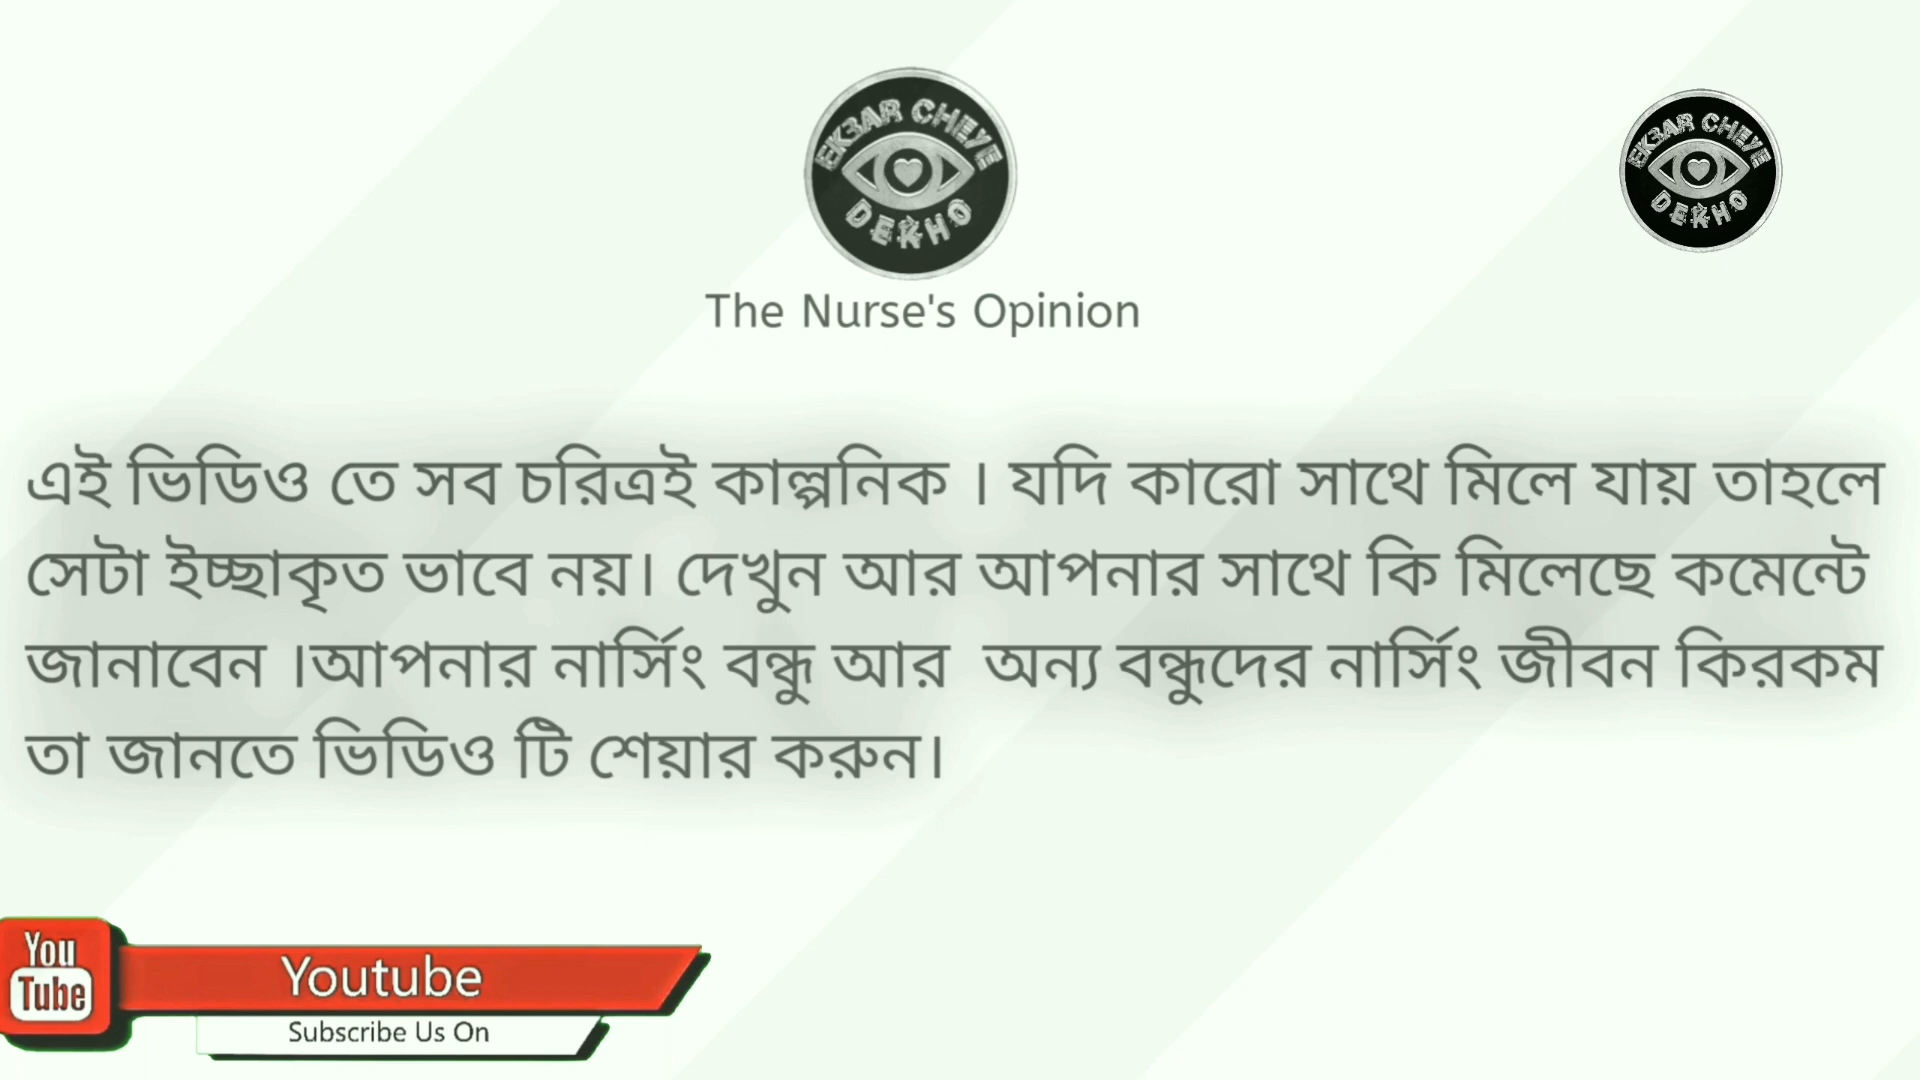 EKBAR CHEYE
DEKHO
EKBAR CHEYE
DEKHO
The Nurse's Opinion
এই ভিডিও তে সব চরিত্রই কাল্পনিক । যদি কারো সাথে মিলে যায় তাহলে
সেটা ইচ্ছাকৃত ভাবে নয়। দেখুন আর আপনার সাথে কি মিলেছে কমেন্টে
জানাবেন ।আপনার নার্সিং বন্ধু আর অন্য বন্ধুদের নার্সিং জীবন কিরকম
তা জানতে ভিডিও টি শেয়ার করুন।
You
Tube
Youtube
Subscribe Us On